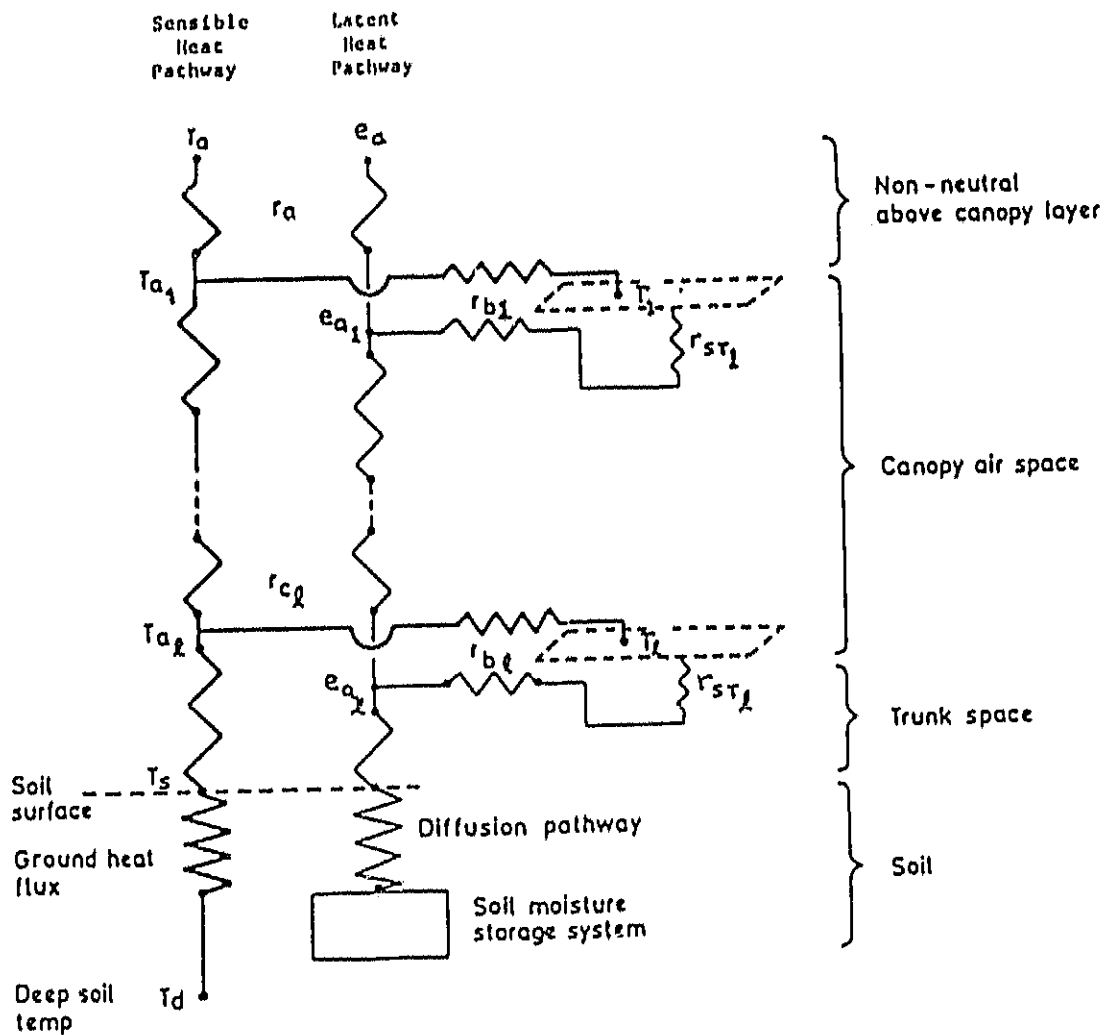 Sensible
Heat
Pathway
Latent
Heat
Pathway
Ta
ea
ra
Non-neutral
above canopy layer
Ta1
rb1
T1
ea1
rSTℓ
Canopy air space
rcℓ
Taℓ
rbℓ
Tℓ
eaℓ
rSTℓ
Trunk space
Ts
Soil
surface
Diffusion pathway
Ground heat
flux
Soil
Soil moisture
storage system
Deep soil
temp
Td